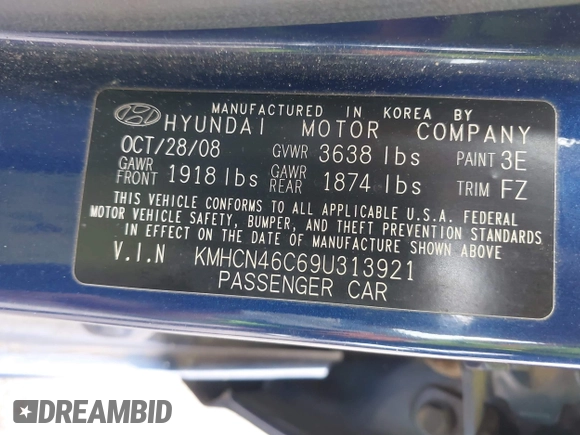 MANUFACTURED IN KOREA BY
HYUNDAI MOTOR COMPANY
OCT/28/08 GVWR 3638 lbs PAINT 3E
GAWR FRONT 1918 lbs GAWR REAR 1874 lbs TRIM FZ
THIS VEHICLE CONFORMS TO ALL APPLICABLE U.S.A. FEDERAL
MOTOR VEHICLE SAFETY, BUMPER, AND THEFT PREVENTION STANDARDS
IN EFFECT ON THE DATE OF MANUFACTURE SHOWN ABOVE
V.I.N KMHCN46C69U313921
PASSENGER CAR
DREAMBID